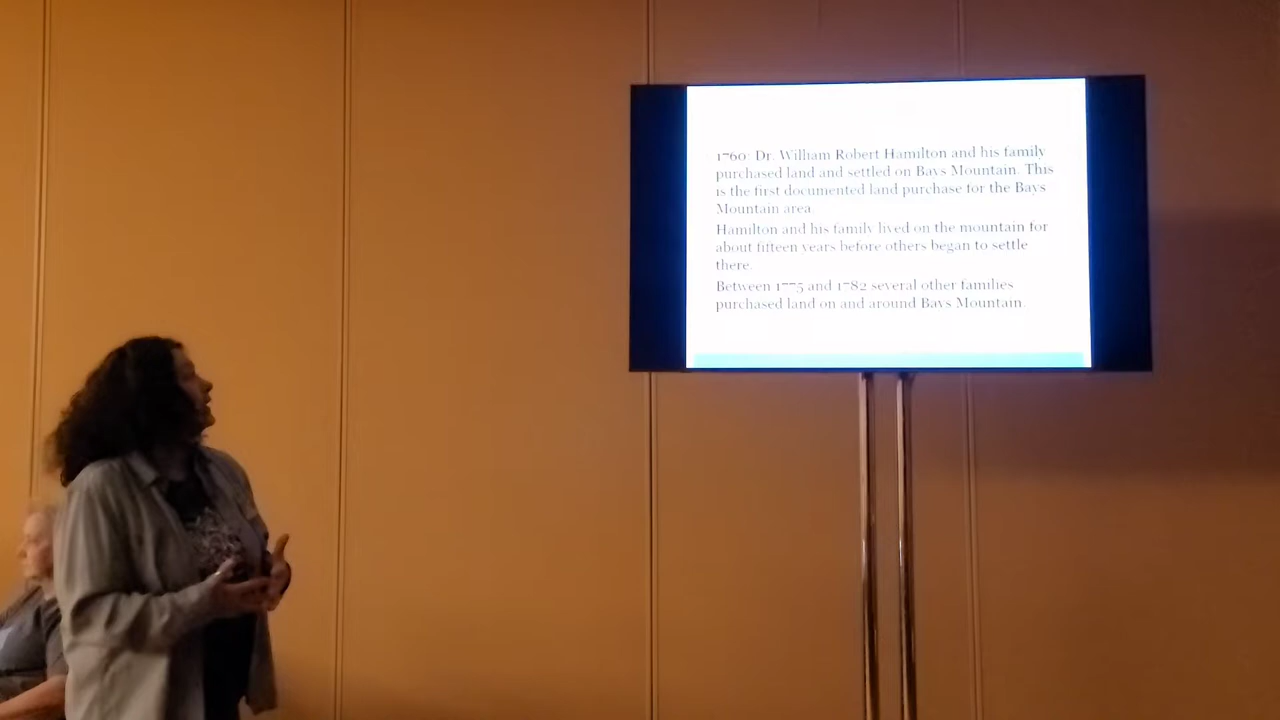 1760: Dr. William Robert Hamilton and his family
purchased land and settled on Bays Mountain. This
is the first documented land purchase for the Bays
Mountain area.
Hamilton and his family lived on the mountain for
about fifteen years before others began to settle
there.
Between 1775 and 1782 several other families
purchased land on and around Bays Mountain.